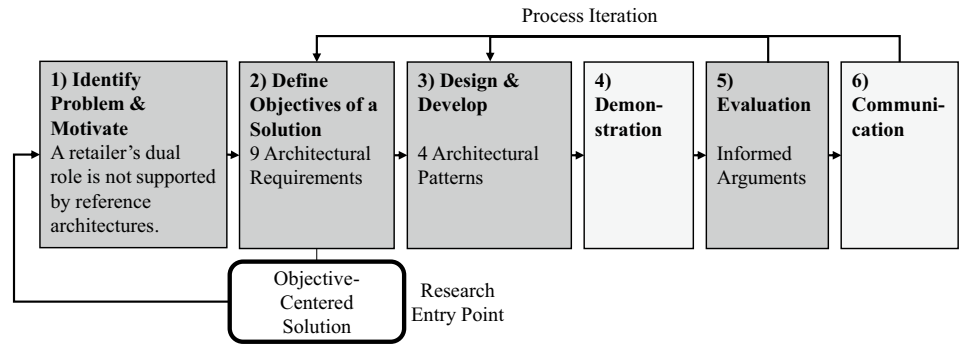 Process Iteration
1) Identify
Problem &
Motivate
A retailer’s dual
role is not supported
by reference
architectures.
2) Define
Objectives of a
Solution
9 Architectural
Requirements
3) Design &
Develop
4 Architectural
Patterns
4)
Demon-
stration
5)
Evaluation
Informed
Arguments
6)
Communi-
cation
Objective-
Centered
Solution
Research
Entry Point